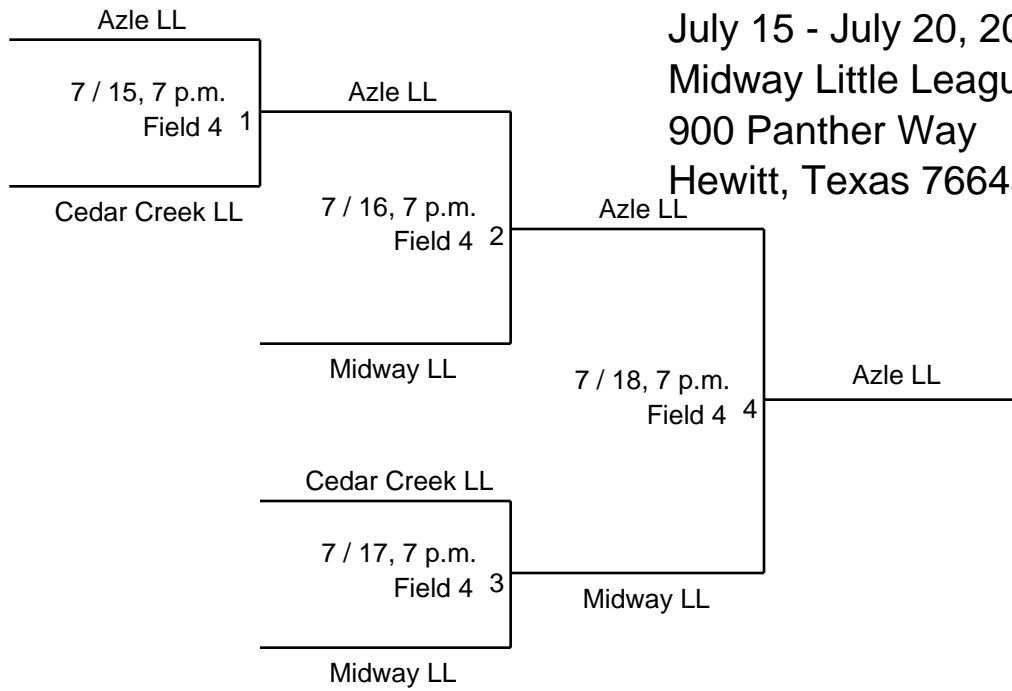 Azle LL
July 15 - July 20, 20
Midway Little Leagu
900 Panther Way
Hewitt, Texas 7664
7 / 15, 7 p.m.
Field 4 1
Cedar Creek LL
Azle LL
7 / 16, 7 p.m.
Field 4 2
Midway LL
Azle LL
7 / 18, 7 p.m.
Field 4 4
Azle LL
Cedar Creek LL
7 / 17, 7 p.m.
Field 4 3
Midway LL
Midway LL